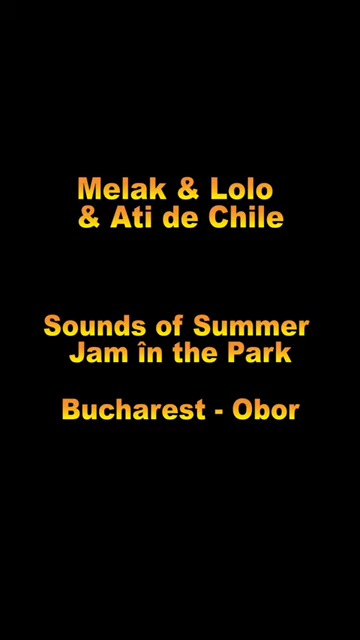 Melak & Lolo
& Ati de Chile
Sounds of Summer
Jam în the Park
Bucharest - Obor